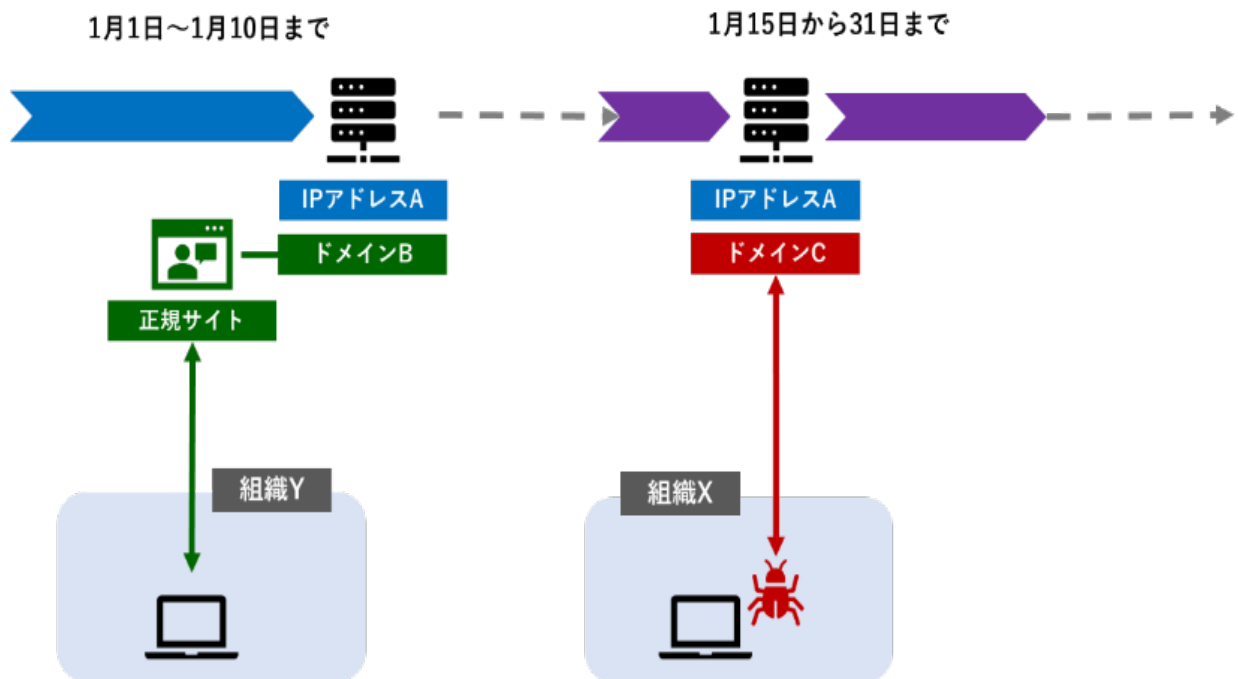 1月1日～1月10日まで
1月15日から31日まで
IPアドレスA
ドメインB
正規サイト
IPアドレスA
ドメインC
組織Y
組織X